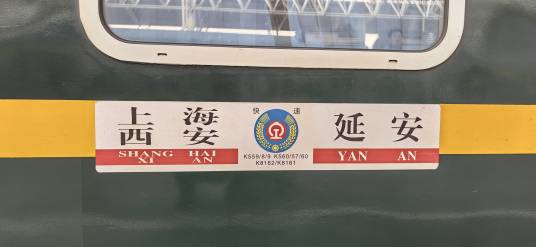 上 海
西 安
SHANG HAI
XI AN
快 速
K559/8/9 K560/57/60
K8182/K8181
延 安
YAN AN